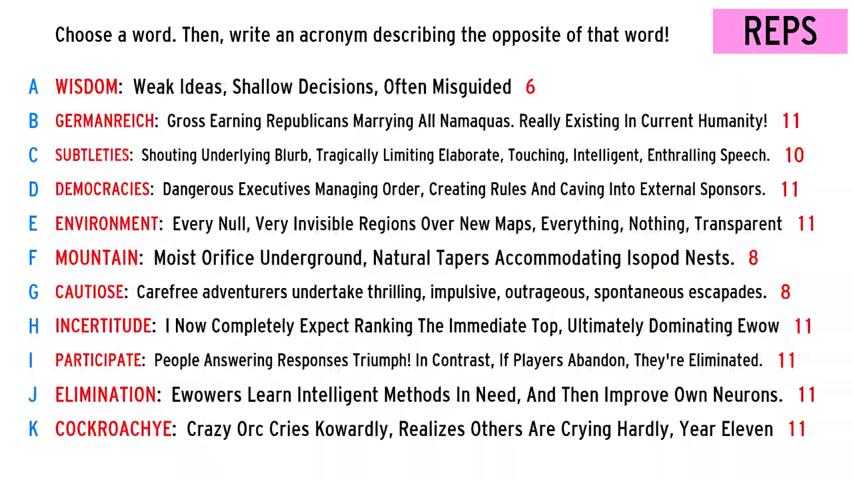 Choose a word. Then, write an acronym describing the opposite of that word!
REPS
A WISDOM: Weak Ideas, Shallow Decisions, Often Misguided 6
B GERMANREICH: Gross Earning Republicans Marrying All Namaquas. Really Existing In Current Humanity! 11
C SUBTLETIES: Shouting Underlying Blurb, Tragically Limiting Elaborate, Touching, Intelligent, Enthralling Speech. 10
D DEMOCRACIES: Dangerous Executives Managing Order, Creating Rules And Caving Into External Sponsors. 11
E ENVIRONMENT: Every Null, Very Invisible Regions Over New Maps, Everything, Nothing, Transparent 11
F MOUNTAIN: Moist Orifice Underground, Natural Tapers Accommodating Isopod Nests. 8
G CAUTIOSE: Carefree adventurers undertake thrilling, impulsive, outrageous, spontaneous escapades. 8
H INCERTITUDE: I Now Completely Expect Ranking The Immediate Top, Ultimately Dominating Ewow 11
I PARTICIPATE: People Answering Responses Triumph! In Contrast, If Players Abandon, They're Eliminated. 11
J ELIMINATION: Ewowers Learn Intelligent Methods In Need, And Then Improve Own Neurons. 11
K COCKROACHYE: Crazy Orc Cries Kowardly, Realizes Others Are Crying Hardly, Year Eleven 11